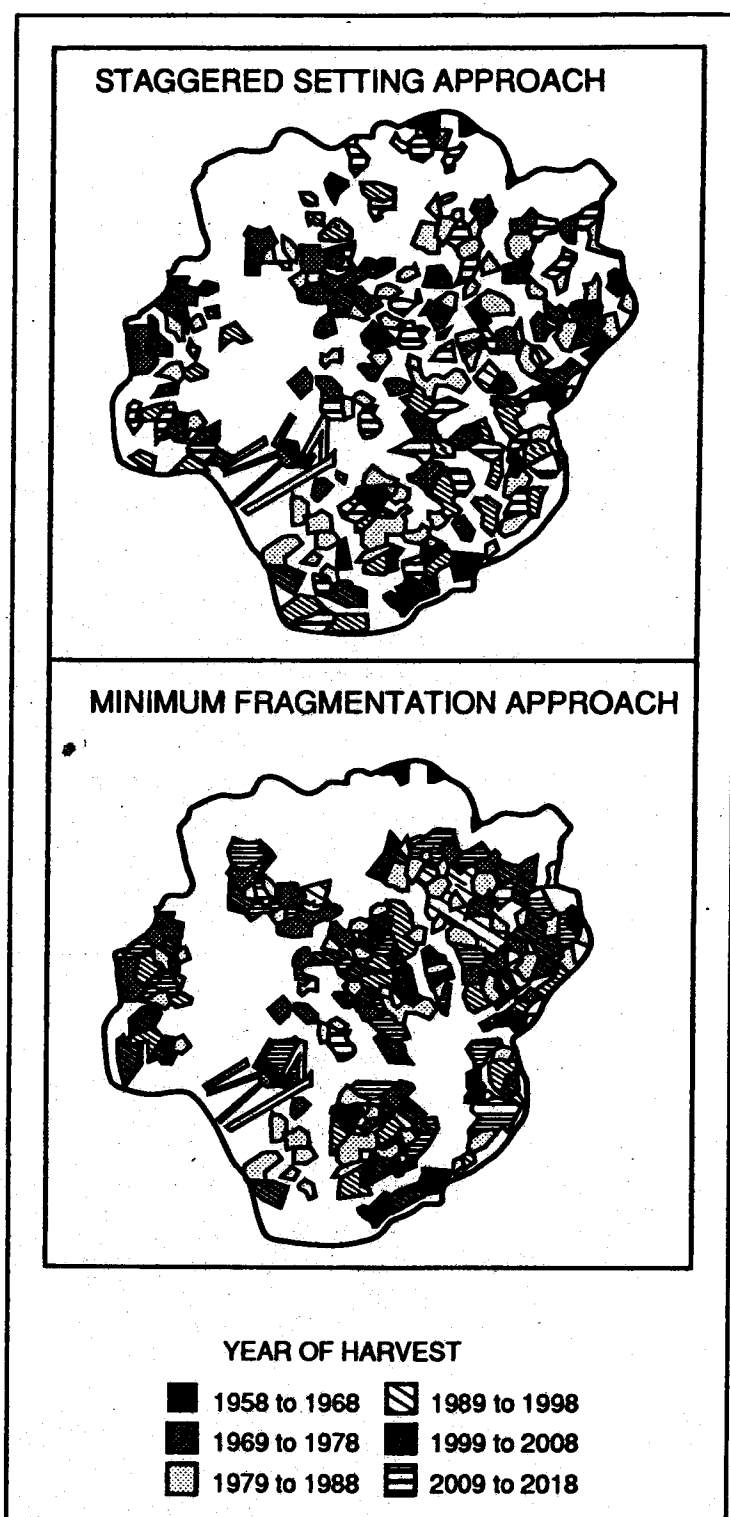 STAGGERED SETTING APPROACH
MINIMUM FRAGMENTATION APPROACH
YEAR OF HARVEST
1958 to 1968
1969 to 1978
1979 to 1988
1989 to 1998
1999 to 2008
2009 to 2018